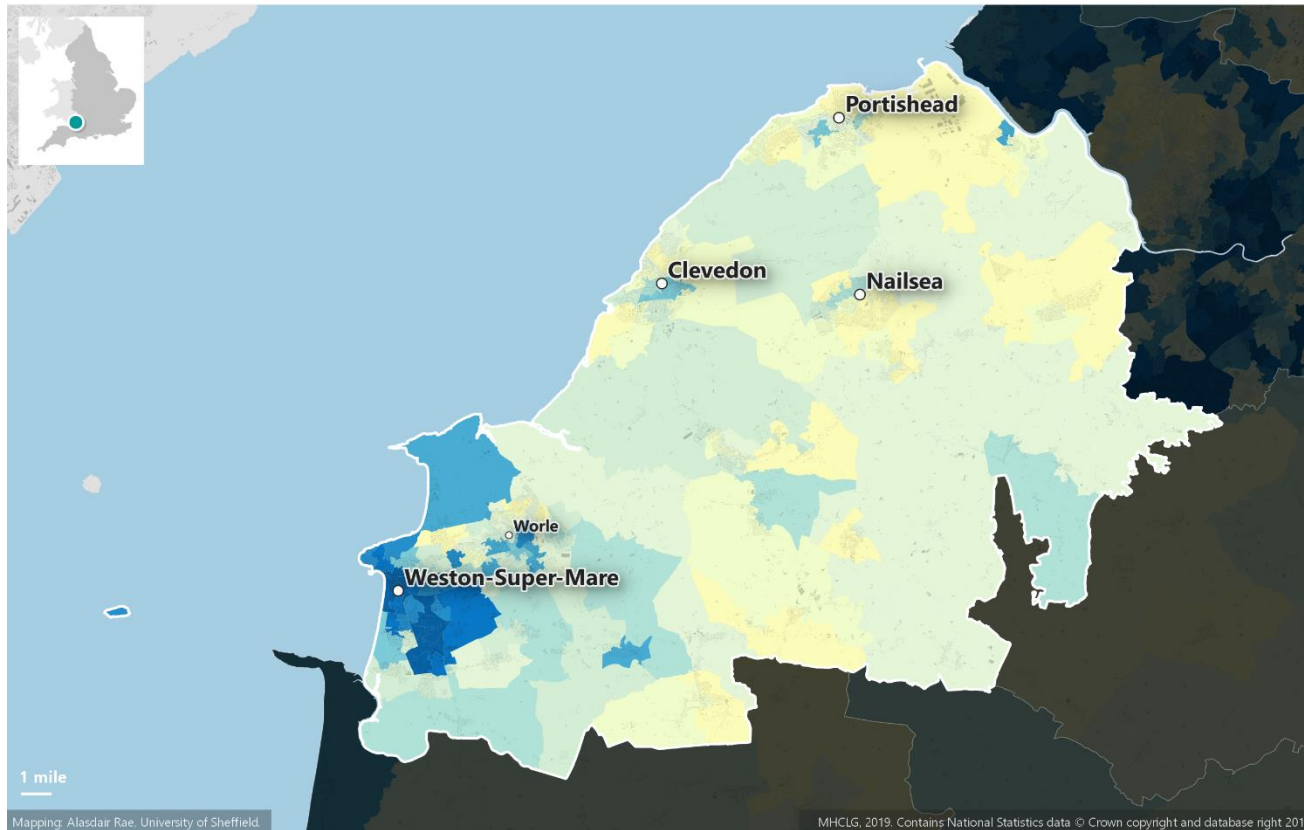 Portishead
Clevedon
Nailsea
Worle
Weston-Super-Mare
1 mile
Mapping: Alasdair Rae, University of Sheffield.
MHCLG, 2019. Contains National Statistics data © Crown copyright and database right 201